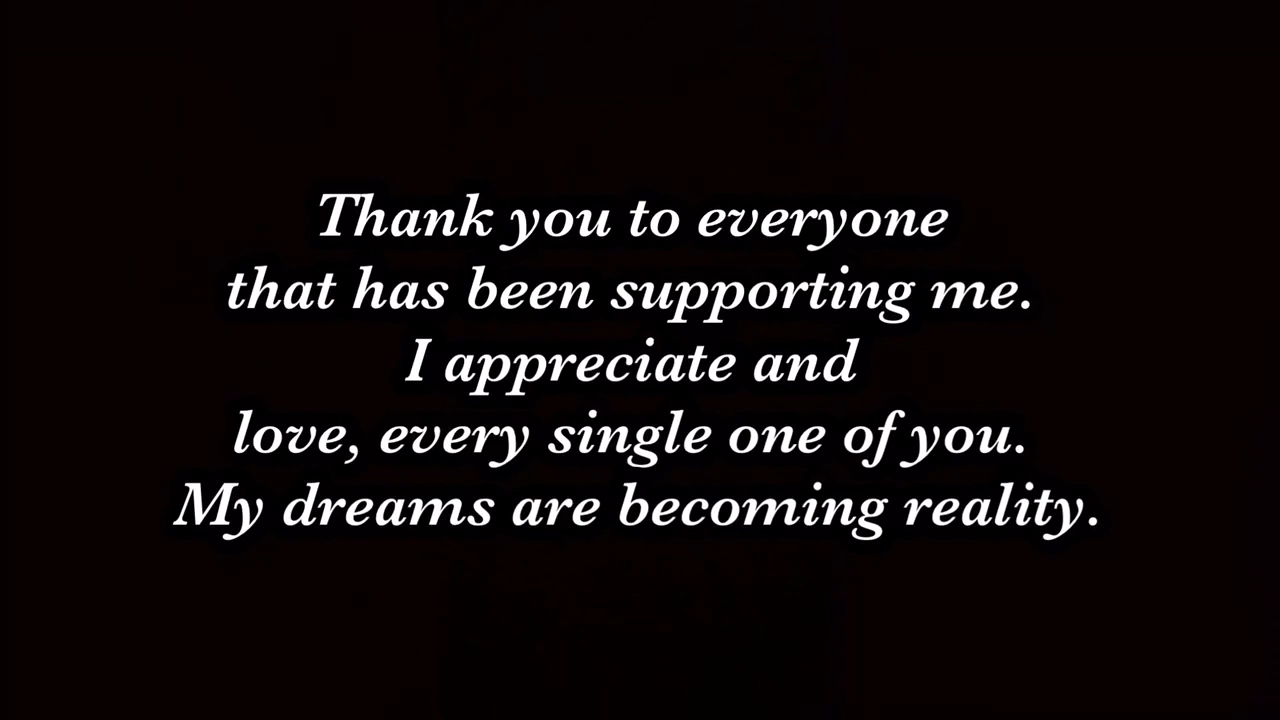 Thank you to everyone
that has been supporting me.
I appreciate and
love, every single one of you.
My dreams are becoming reality.